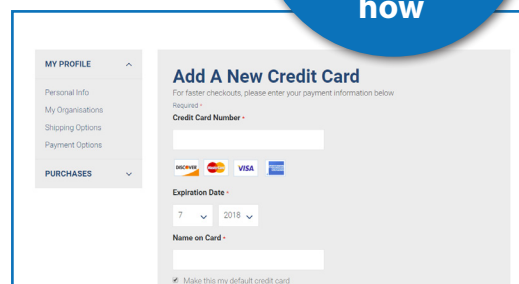 now
MY PROFILE
Personal Info
My Organisations
Shipping Options
Payment Options
PURCHASES
Add A New Credit Card
For faster checkouts, please enter your payment information below
Required *
Credit Card Number *
DISCOVER MasterCard VISA
Expiration Date *
7 2018
Name on Card *
Make this my default credit card